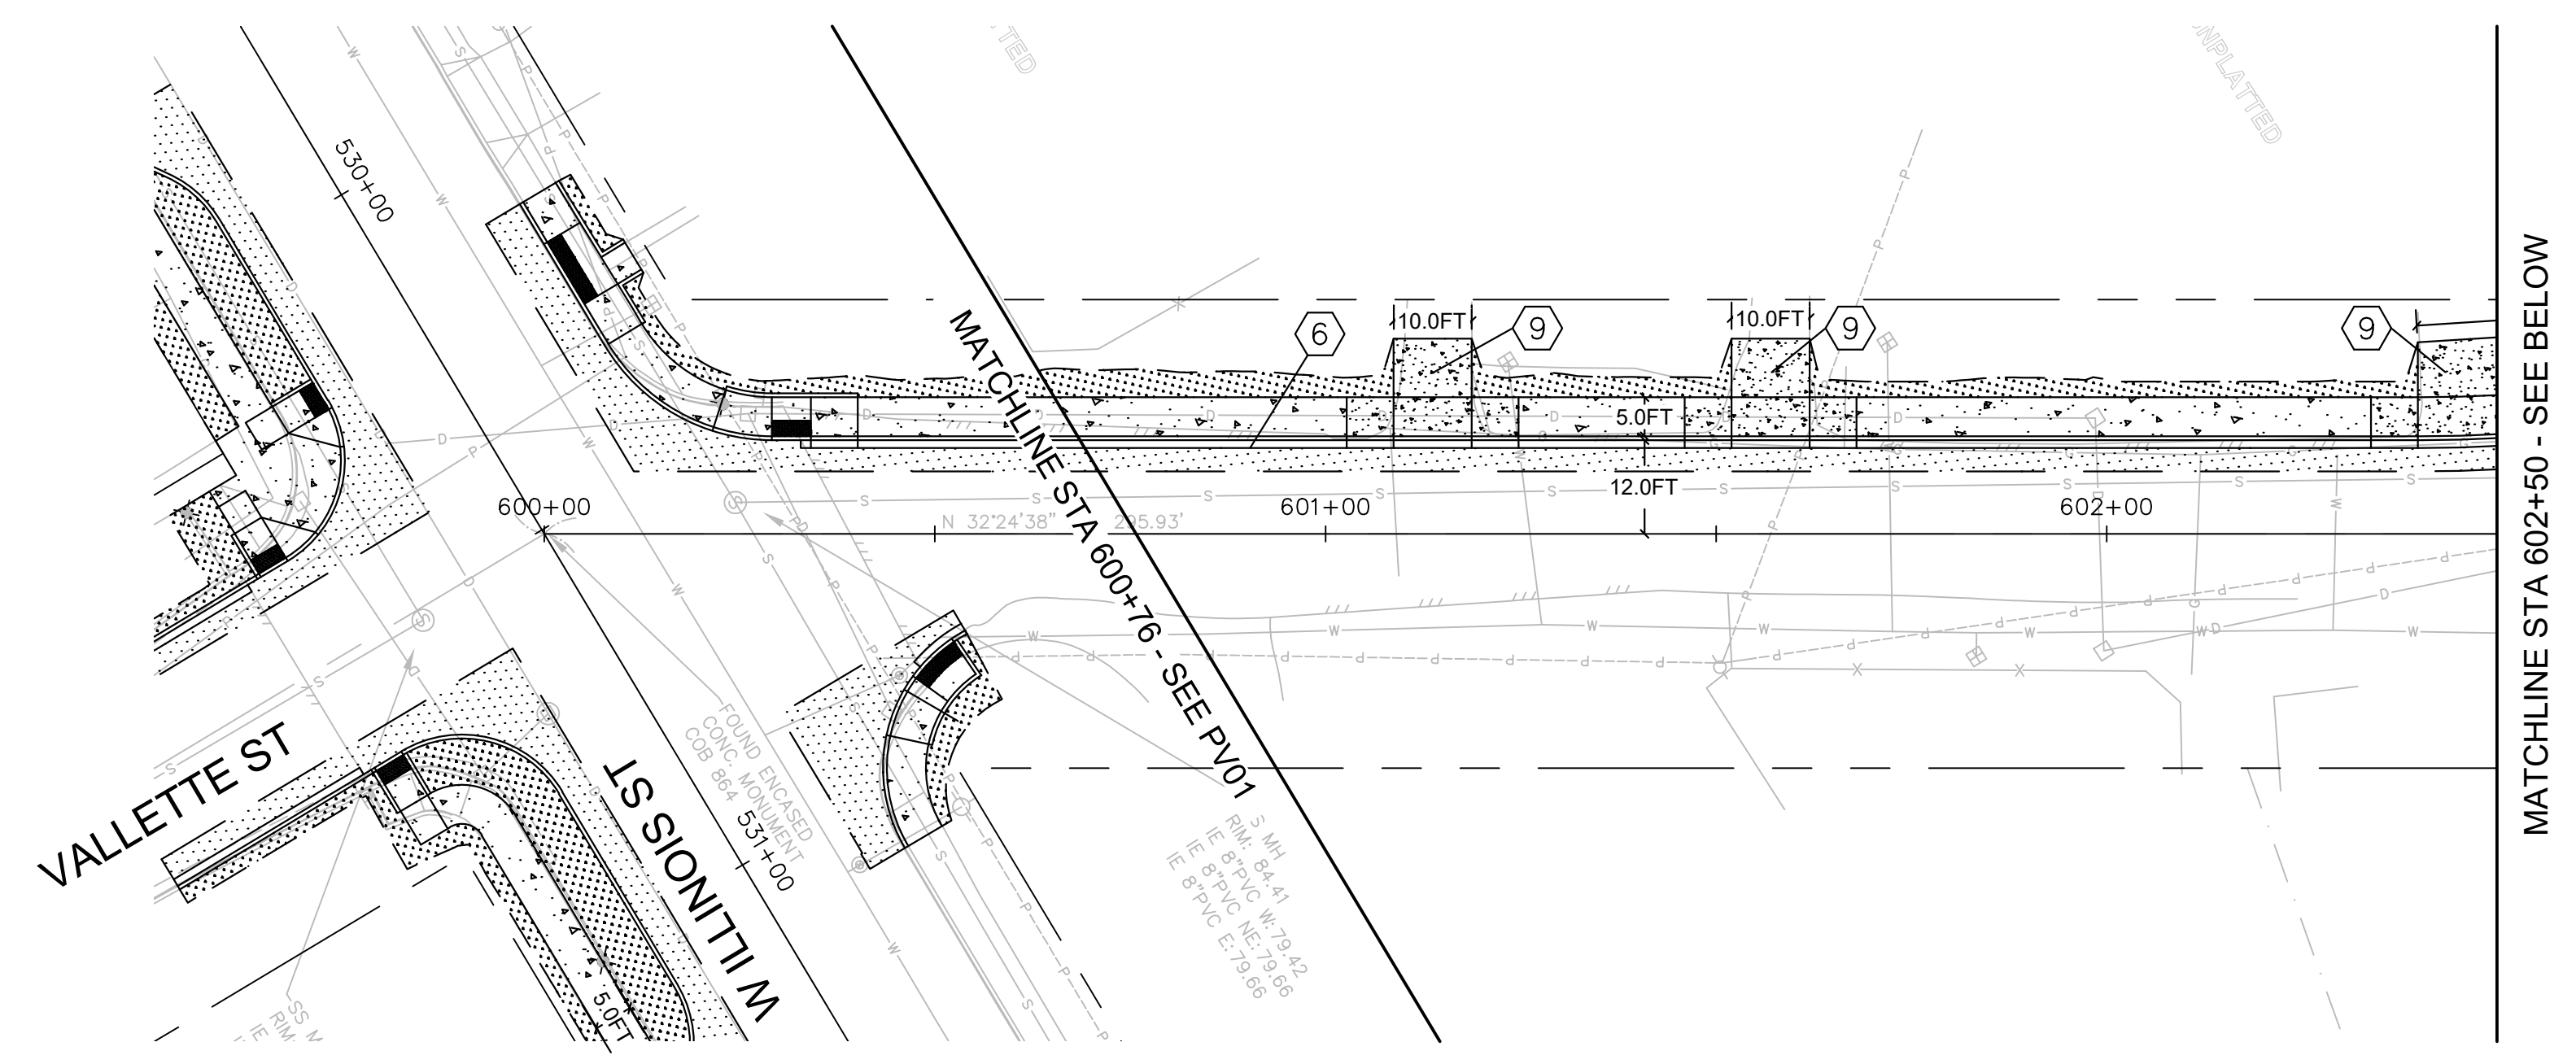 UNPLATTED
530+00
MATCHLINE STA 600+76 - SEE PV01
6
10.0FT
9
10.0FT
9
9
5.0FT
12.0FT
600+00
601+00
602+00
N 32°24'38"
295.93'
MATCHLINE STA 602+50 - SEE BELOW
VALLETTE ST
W ILLINOIS ST
531+00
FOUND ENCASED
CONC. MONUMENT
COB 864
S MH
RIM: 84.41
IE 8"PVC W:79.42
IE 8"PVC NE:79.66
IE 8"PVC E:79.66
5.0FT